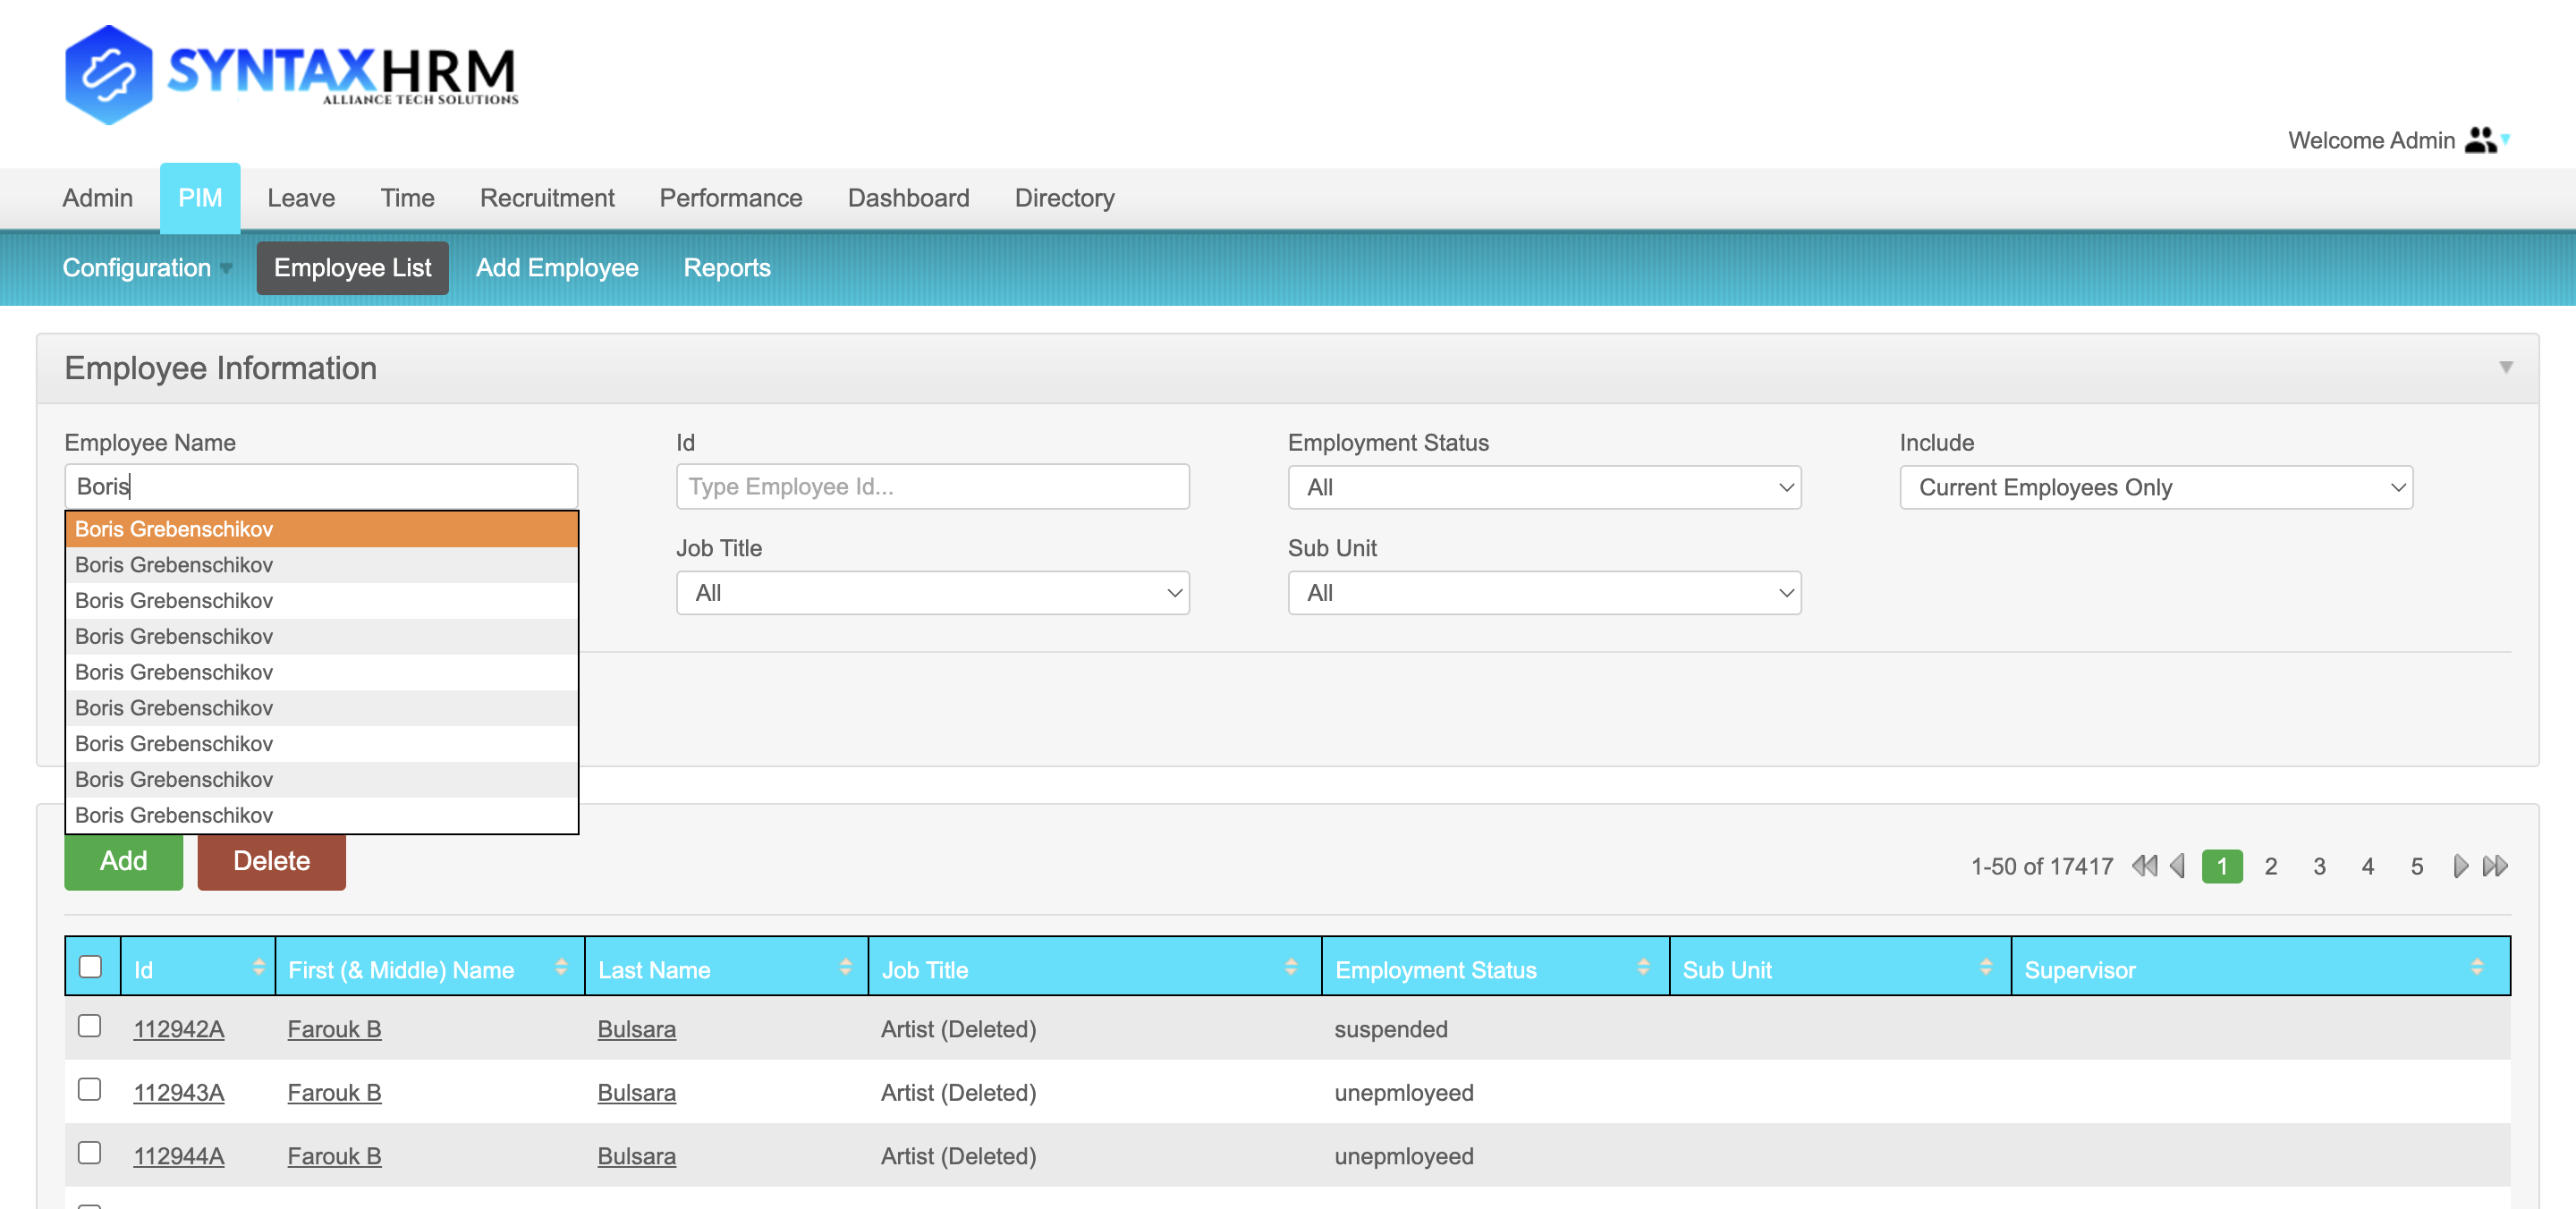 SYNTAXHRM
ALLIANCE TECH SOLUTIONS
Welcome Admin
Admin PIM Leave Time Recruitment Performance Dashboard Directory
Configuration Employee List Add Employee Reports
Employee Information
Employee Name Id Employment Status Include
Boris Type Employee Id... All Current Employees Only
Boris Grebenschikov
Boris Grebenschikov
Job Title Sub Unit
Boris Grebenschikov All All
Boris Grebenschikov
Boris Grebenschikov
Boris Grebenschikov
Boris Grebenschikov
Boris Grebenschikov
Boris Grebenschikov
Add Delete 1-50 of 17417 1 2 3 4 5
Id First (& Middle) Name Last Name Job Title Employment Status Sub Unit Supervisor
112942A Farouk B Bulsara Artist (Deleted) suspended
112943A Farouk B Bulsara Artist (Deleted) unepmloyeed
112944A Farouk B Bulsara Artist (Deleted) unepmloyeed